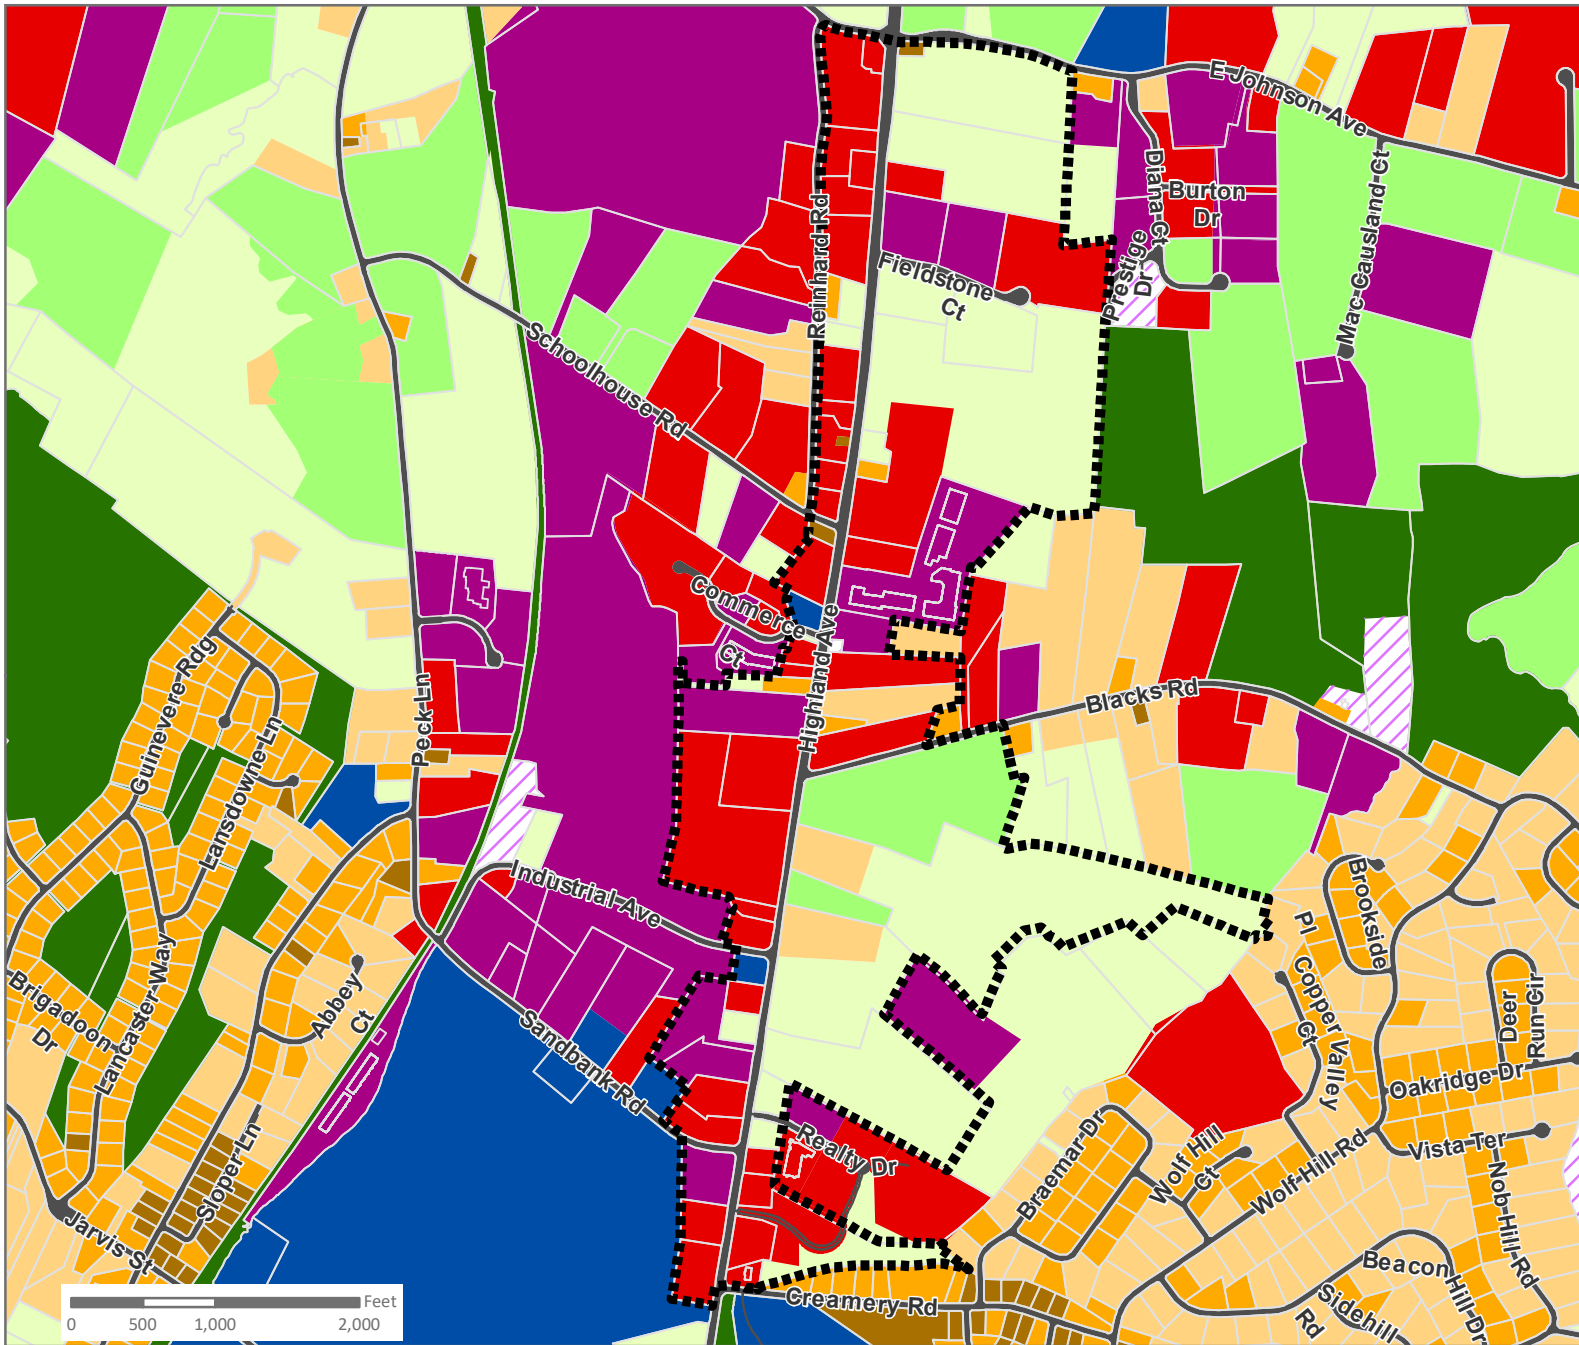 E Johnson Ave
Diana Ct
Burton
Dr
Mac Causland Ct
Reinhard Rd
Prestige
Dr
Fieldstone
Ct
Schoolhouse Rd
Commerce
Ct
Highland Ave
Guinevere Rdg
Peck Ln
Blacks Rd
Lansdowne Ln
Industrial Ave
Brookside
Pl
Lancaster Way
Abbey
Ct
Copper Valley
Ct
Deer
Run Cir
Brigadoon
Dr
Sandbank Rd
Oakridge Dr
Realty Dr
Braemar Dr
Wolf Hill
Ct
Wolf Hill Rd
Vista Ter
Nob Hill Rd
Sloper Ln
Jarvis St
Beacon Hill Dr
Sidehill
Rd
Creamery Rd
Feet
0 500 1,000 2,000